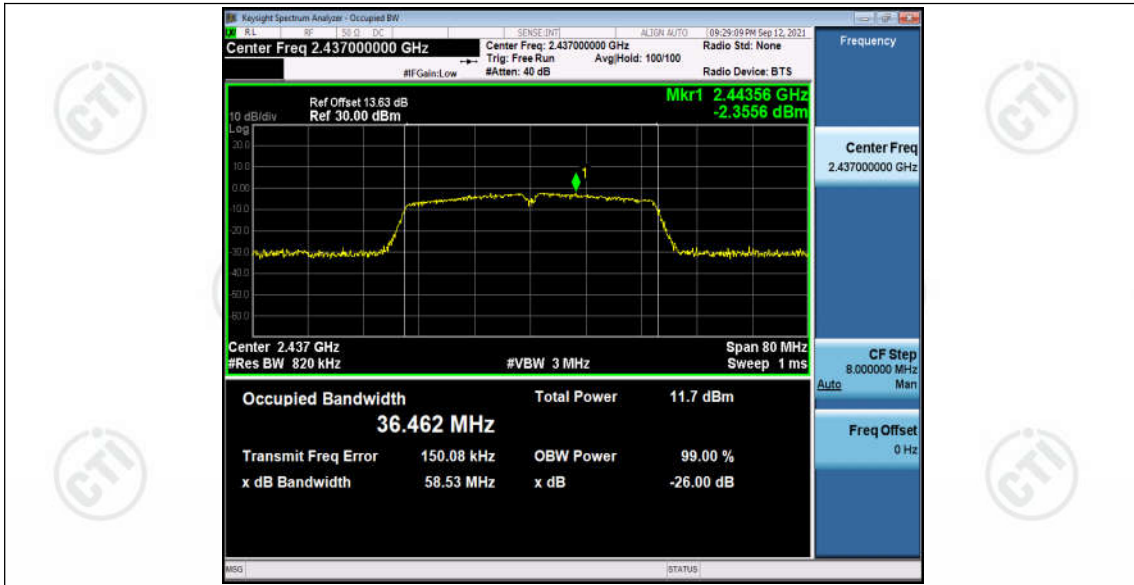 Keysight Spectrum Analyzer - Occupied BW
RL RF 50 Ω DC SENSE:INT ALIGN AUTO 09:29:09 PM Sep 12, 2021
Center Freq 2.437000000 GHz
Center Freq: 2.437000000 GHz
Radio Std: None
Trig: Free Run Avg|Hold: 100/100
#IFGain:Low #Atten: 40 dB Radio Device: BTS
Frequency
Mkr1 2.44356 GHz
-2.3556 dBm
Ref Offset 13.63 dB
10 dB/div Ref 30.00 dBm
Log
20.0
10.0
0.00
-10.0
-20.0
-30.0
-40.0
-50.0
-60.0
1
Center 2.437 GHz Span 80 MHz
#Res BW 820 kHz #VBW 3 MHz Sweep 1 ms
Occupied Bandwidth Total Power 11.7 dBm
36.462 MHz
Transmit Freq Error 150.08 kHz OBW Power 99.00 %
x dB Bandwidth 58.53 MHz x dB -26.00 dB
Center Freq
2.437000000 GHz
CF Step
8.000000 MHz
Auto Man
Freq Offset
0 Hz
MSG STATUS
CTI
CTI
CTI
CTI